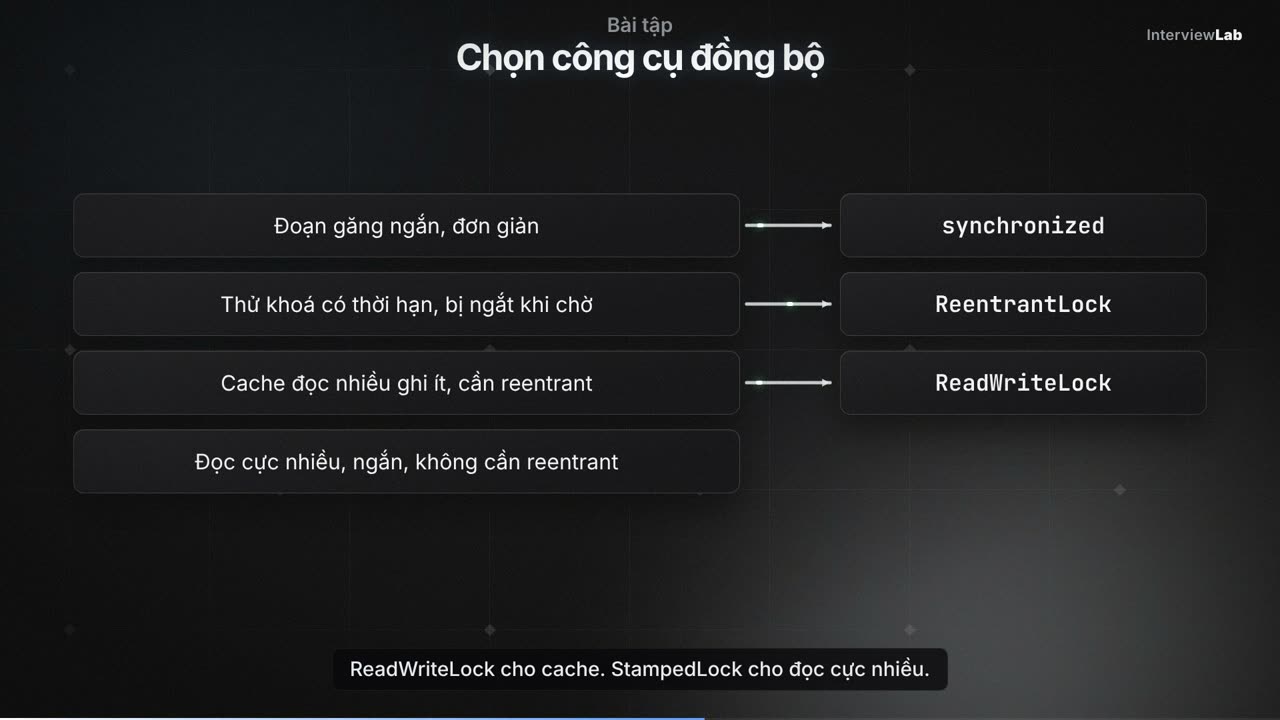 Bài tập
InterviewLab
Chọn công cụ đồng bộ
Đoạn găng ngắn, đơn giản
synchronized
Thử khoá có thời hạn, bị ngắt khi chờ
ReentrantLock
Cache đọc nhiều ghi ít, cần reentrant
ReadWriteLock
Đọc cực nhiều, ngắn, không cần reentrant
ReadWriteLock cho cache. StampedLock cho đọc cực nhiều.